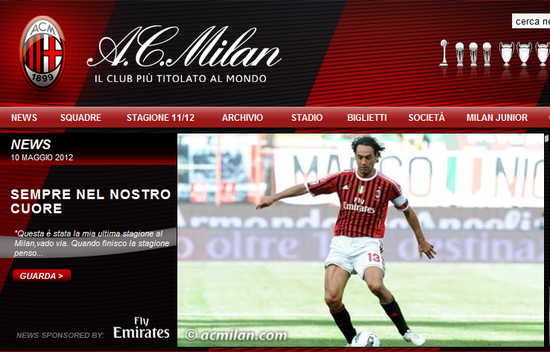 ACM
1899
A.C. Milan
IL CLUB PIÙ TITOLATO AL MONDO
cerca ne
NEWS SQUADRE STAGIONE 11/12 ARCHIVIO STADIO BIGLIETTI SOCIETÀ MILAN JUNIOR
NEWS
10 MAGGIO 2012
SEMPRE NEL NOSTRO
CUORE
"Questa é stata la mia ultima stagione al
Milan,vado via. Quando finisco la stagione
penso...
GUARDA >
NEWS SPONSORED BY: Fly
Emirates
Fly
Emirates
13
© acmilan.com